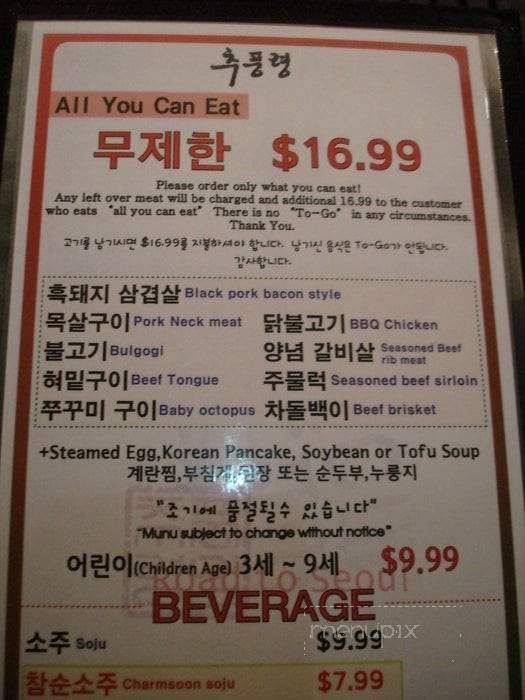 추풍령
All You Can Eat
무제한 $16.99
Please order only what you can eat!
Any left over meat will be charged and additional 16.99 to the customer
who eats "all you can eat" There is no "To-Go" in any circumstances.
Thank You.
고기를 남기시면 $16.99를 지불하셔야 합니다. 남기신 음식은 To-Go가 안됩니다.
감사합니다.
흑돼지 삼겹살 Black pork bacon style
목살구이 Pork Neck meat 닭불고기 BBQ Chicken
불고기 Bulgogi 양념 갈비살 Seasoned Beef rib meat
혀밑구이 Beef Tongue 주물럭 Seasoned beef sirloin
쭈꾸미 구이 Baby octopus 차돌백이 Beef brisket
+Steamed Egg,Korean Pancake, Soybean or Tofu Soup
계란찜,부침개,된장 또는 순두부,누룽지
"조기에 품절될수 있습니다"
"Munu subject to change without notice"
어린이(Children Age) 3세 ~ 9세 $9.99
Road to Seoul
BEVERAGE
menupix
소주 Soju $9.99
참순소주 Charmsoon soju $7.99